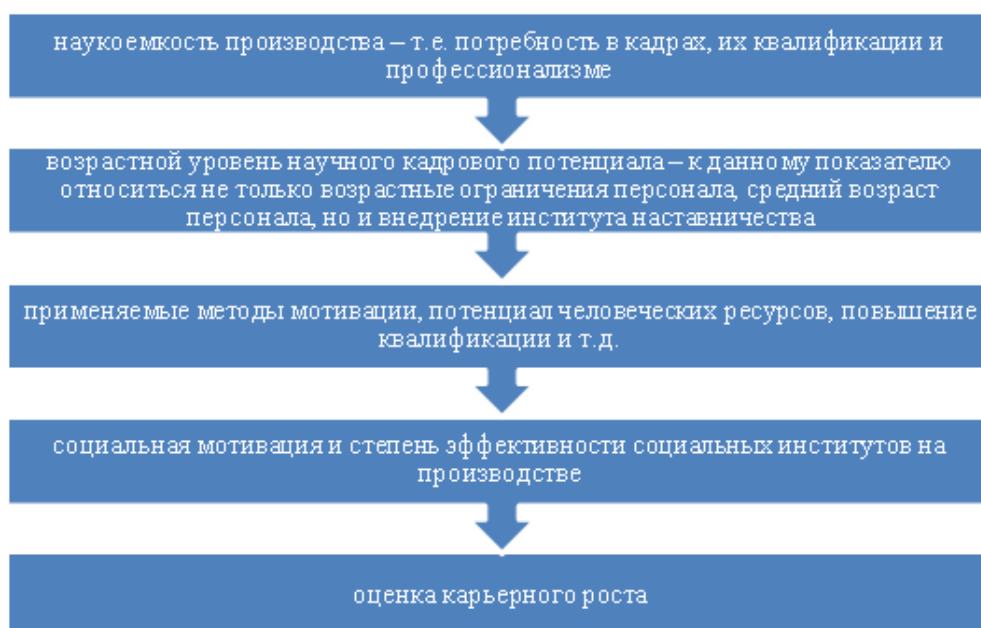 наукоемкость производства – т.е. потребность в кадрах, их квалификации и
профессионализме
возрастной уровень научного кадрового потенциала – к данному показателю
относиться не только возрастные ограничения персонала, средний возраст
персонала, но и внедрение института наставничества
применяемые методы мотивации, потенциал человеческих ресурсов, повышение
квалификации и т.д.
социальная мотивация и степень эффективности социальных институтов на
производстве
оценка карьерного роста